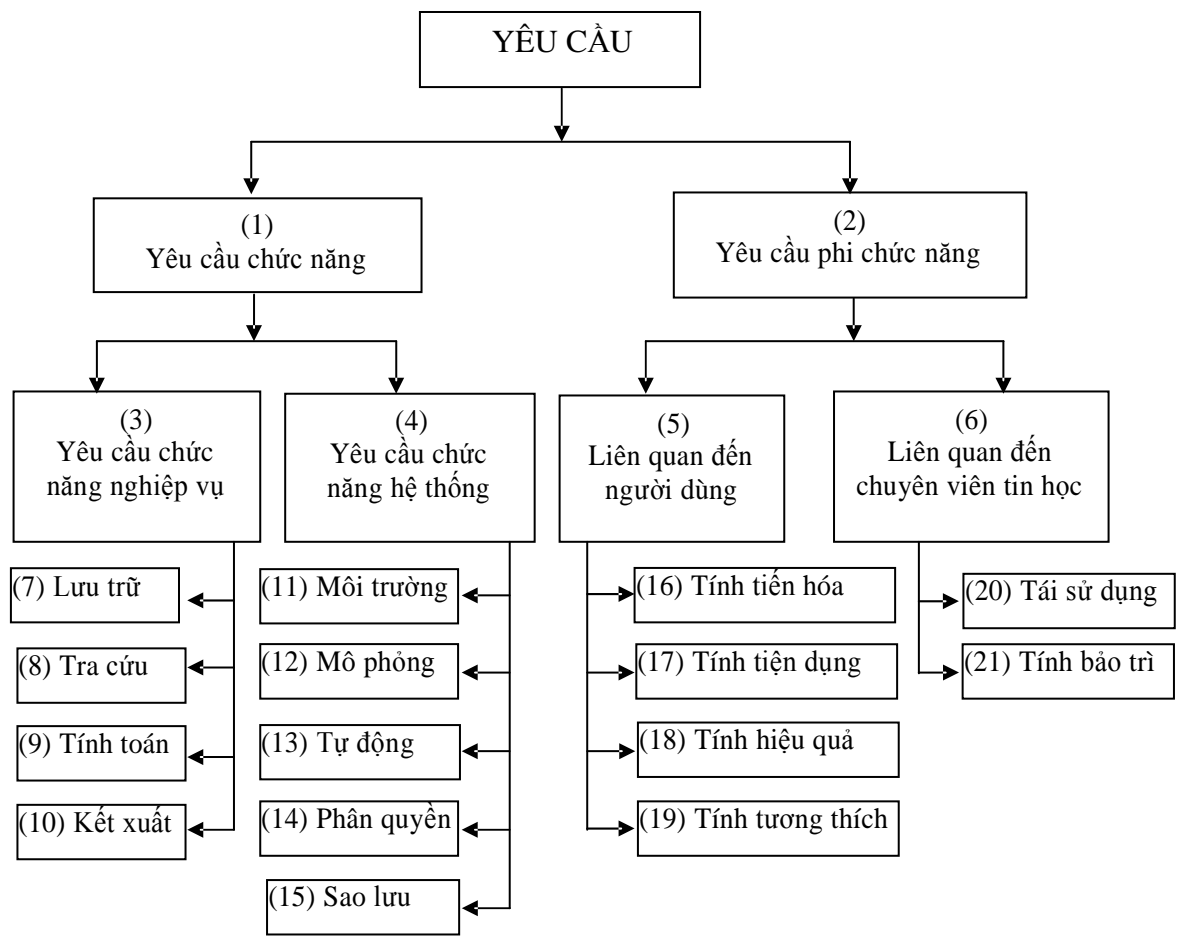 YÊU CẦU
(1)
Yêu cầu chức năng
(2)
Yêu cầu phi chức năng
(3)
Yêu cầu chức
năng nghiệp vụ
(4)
Yêu cầu chức
năng hệ thống
(5)
Liên quan đến
người dùng
(6)
Liên quan đến
chuyên viên tin học
(7) Lưu trữ
(8) Tra cứu
(9) Tính toán
(10) Kết xuất
(11) Môi trường
(12) Mô phỏng
(13) Tự động
(14) Phân quyền
(15) Sao lưu
(16) Tính tiến hóa
(17) Tính tiện dụng
(18) Tính hiệu quả
(19) Tính tương thích
(20) Tái sử dụng
(21) Tính bảo trì